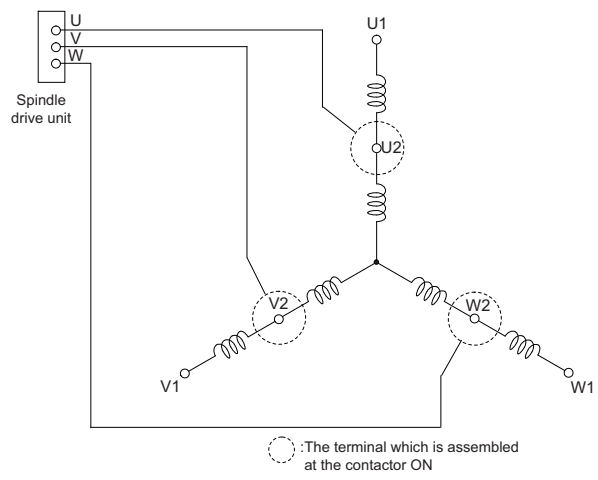 U
V
W
Spindle
drive unit
U1
U2
V2
W2
V1
W1
:The terminal which is assembled
at the contactor ON